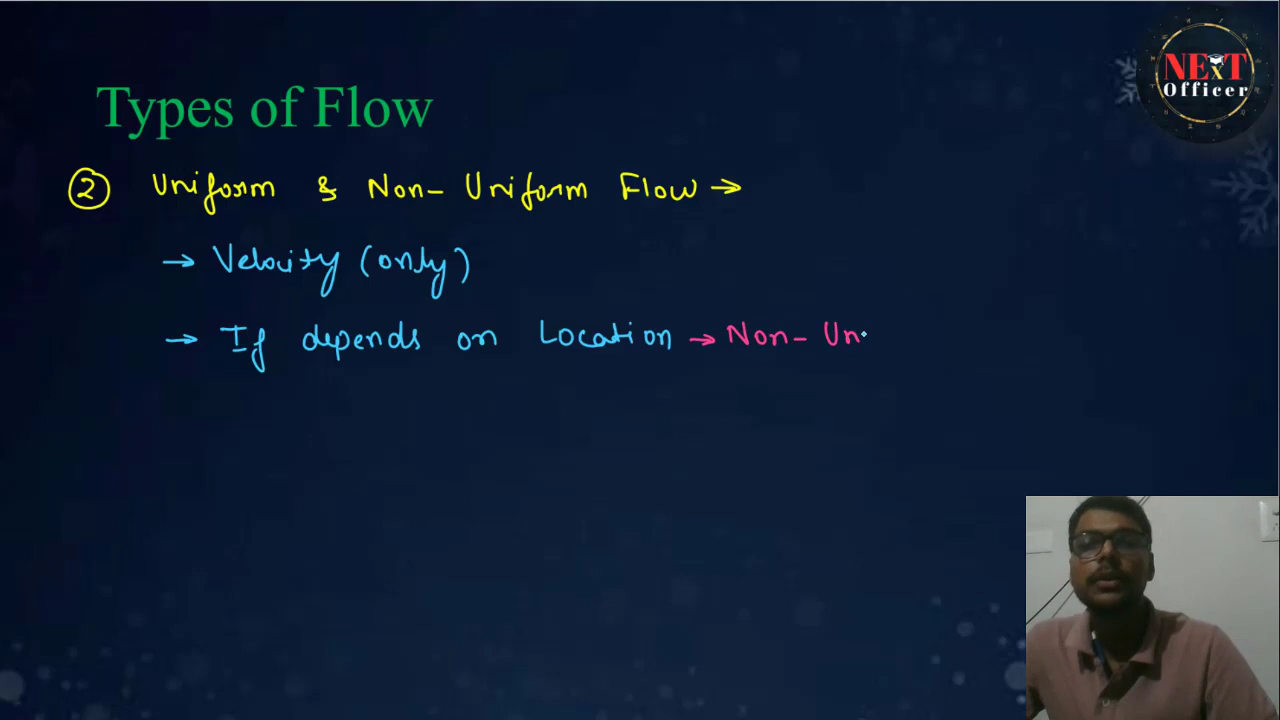 NExT
Officer
Types of Flow
② Uniform & Non-Uniform Flow →
→ Velocity (only)
→ If depends on Location → Non- Un